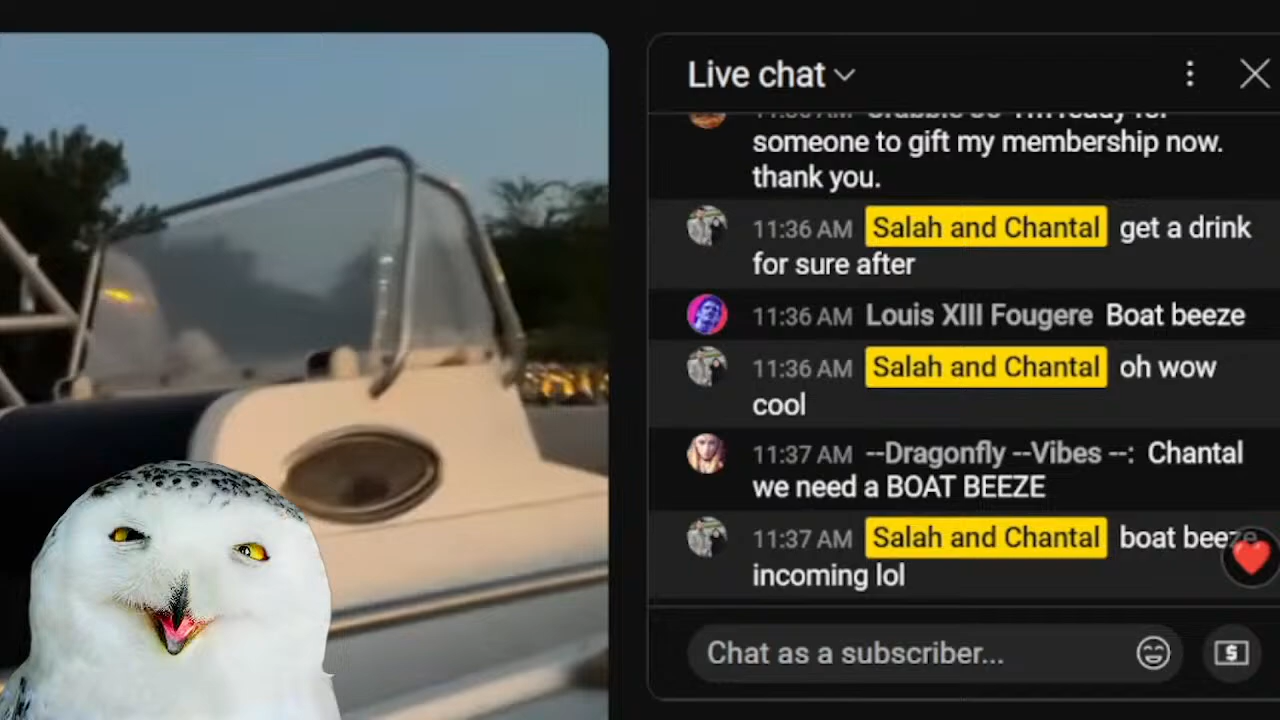 Live chat
someone to gift my membership now.
thank you.
11:36 AM Salah and Chantal get a drink
for sure after
11:36 AM Louis XIII Fougere Boat beeze
11:36 AM Salah and Chantal oh wow
cool
11:37 AM --Dragonfly --Vibes --: Chantal
we need a BOAT BEEZE
11:37 AM Salah and Chantal boat beeze
incoming lol
Chat as a subscriber...
$